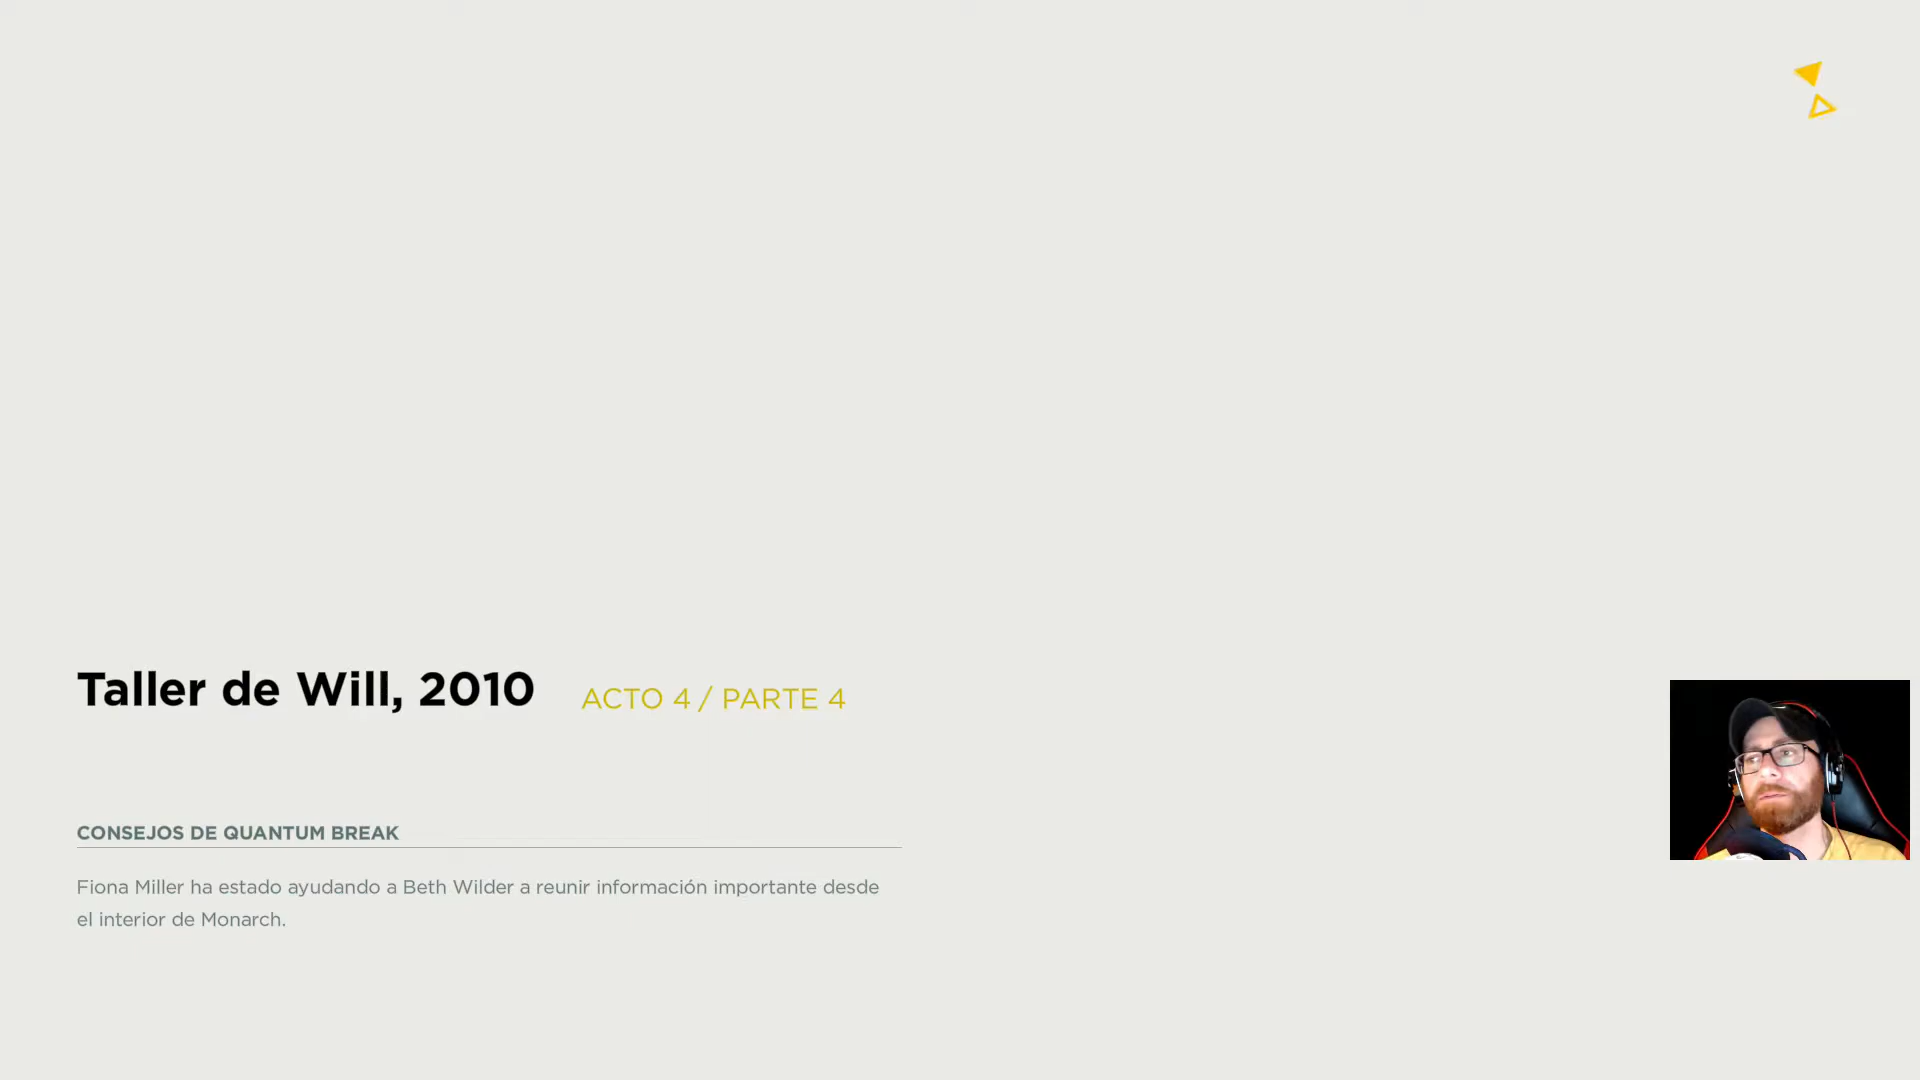 Taller de Will, 2010 ACTO 4 / PARTE 4
CONSEJOS DE QUANTUM BREAK
Fiona Miller ha estado ayudando a Beth Wilder a reunir información importante desde
el interior de Monarch.